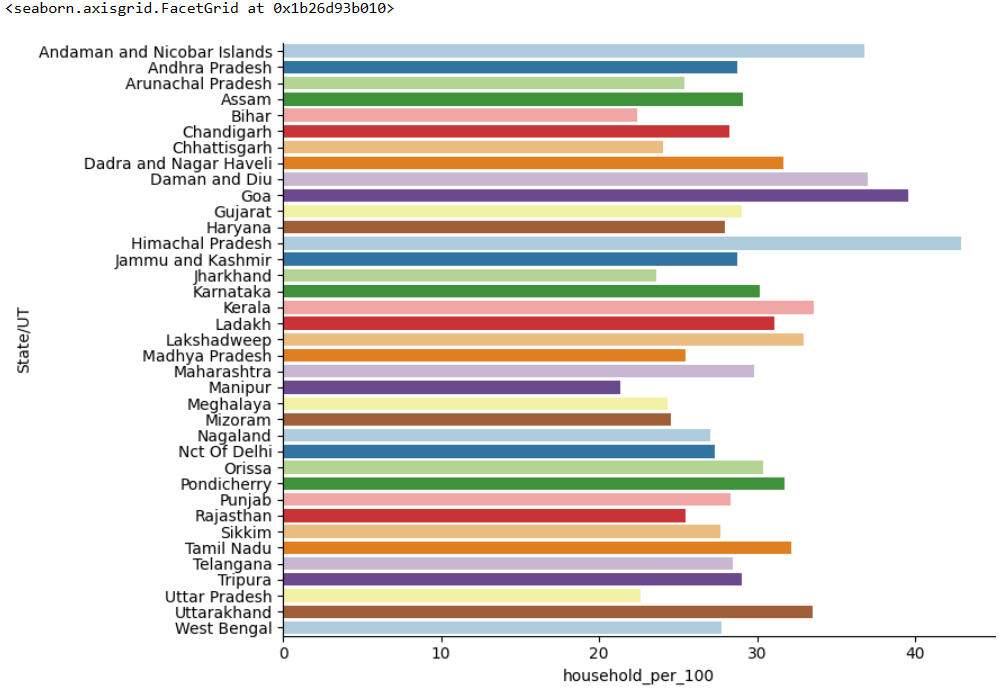 <seaborn.axisgrid.FacetGrid at 0x1b26d93b010>
Andaman and Nicobar Islands
Andhra Pradesh
Arunachal Pradesh
Assam
Bihar
Chandigarh
Chhattisgarh
Dadra and Nagar Haveli
Daman and Diu
Goa
Gujarat
Haryana
Himachal Pradesh
Jammu and Kashmir
Jharkhand
Karnataka
Kerala
Ladakh
Lakshadweep
Madhya Pradesh
Maharashtra
Manipur
Meghalaya
Mizoram
Nagaland
Nct Of Delhi
Orissa
Pondicherry
Punjab
Rajasthan
Sikkim
Tamil Nadu
Telangana
Tripura
Uttar Pradesh
Uttarakhand
West Bengal
State/UT
0 10 20 30 40
household_per_100